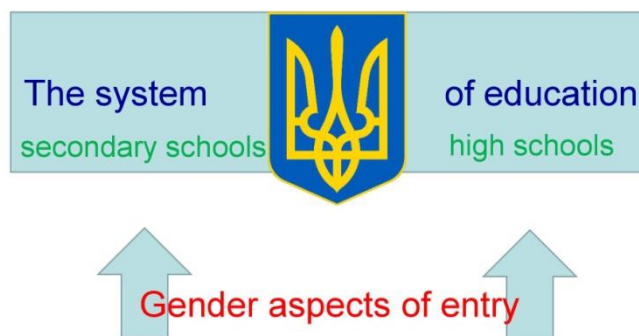 The system of education
secondary schools high schools
Gender aspects of entry